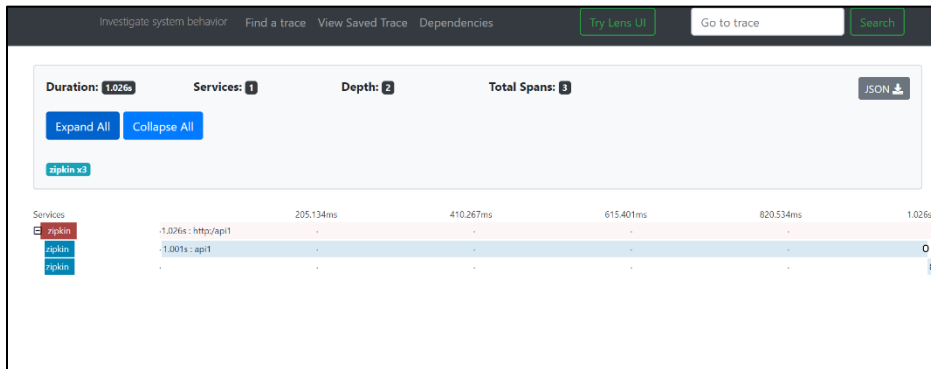 Investigate system behavior Find a trace View Saved Trace Dependencies Try Lens UI Go to trace Search
Duration: 1.026s Services: 1 Depth: 2 Total Spans: 3 JSON
Expand All Collapse All
zipkin x3
Services 205.134ms 410.267ms 615.401ms 820.534ms 1.026s
zipkin ·1.026s : http:/api1
zipkin ·1.001s : api1
zipkin